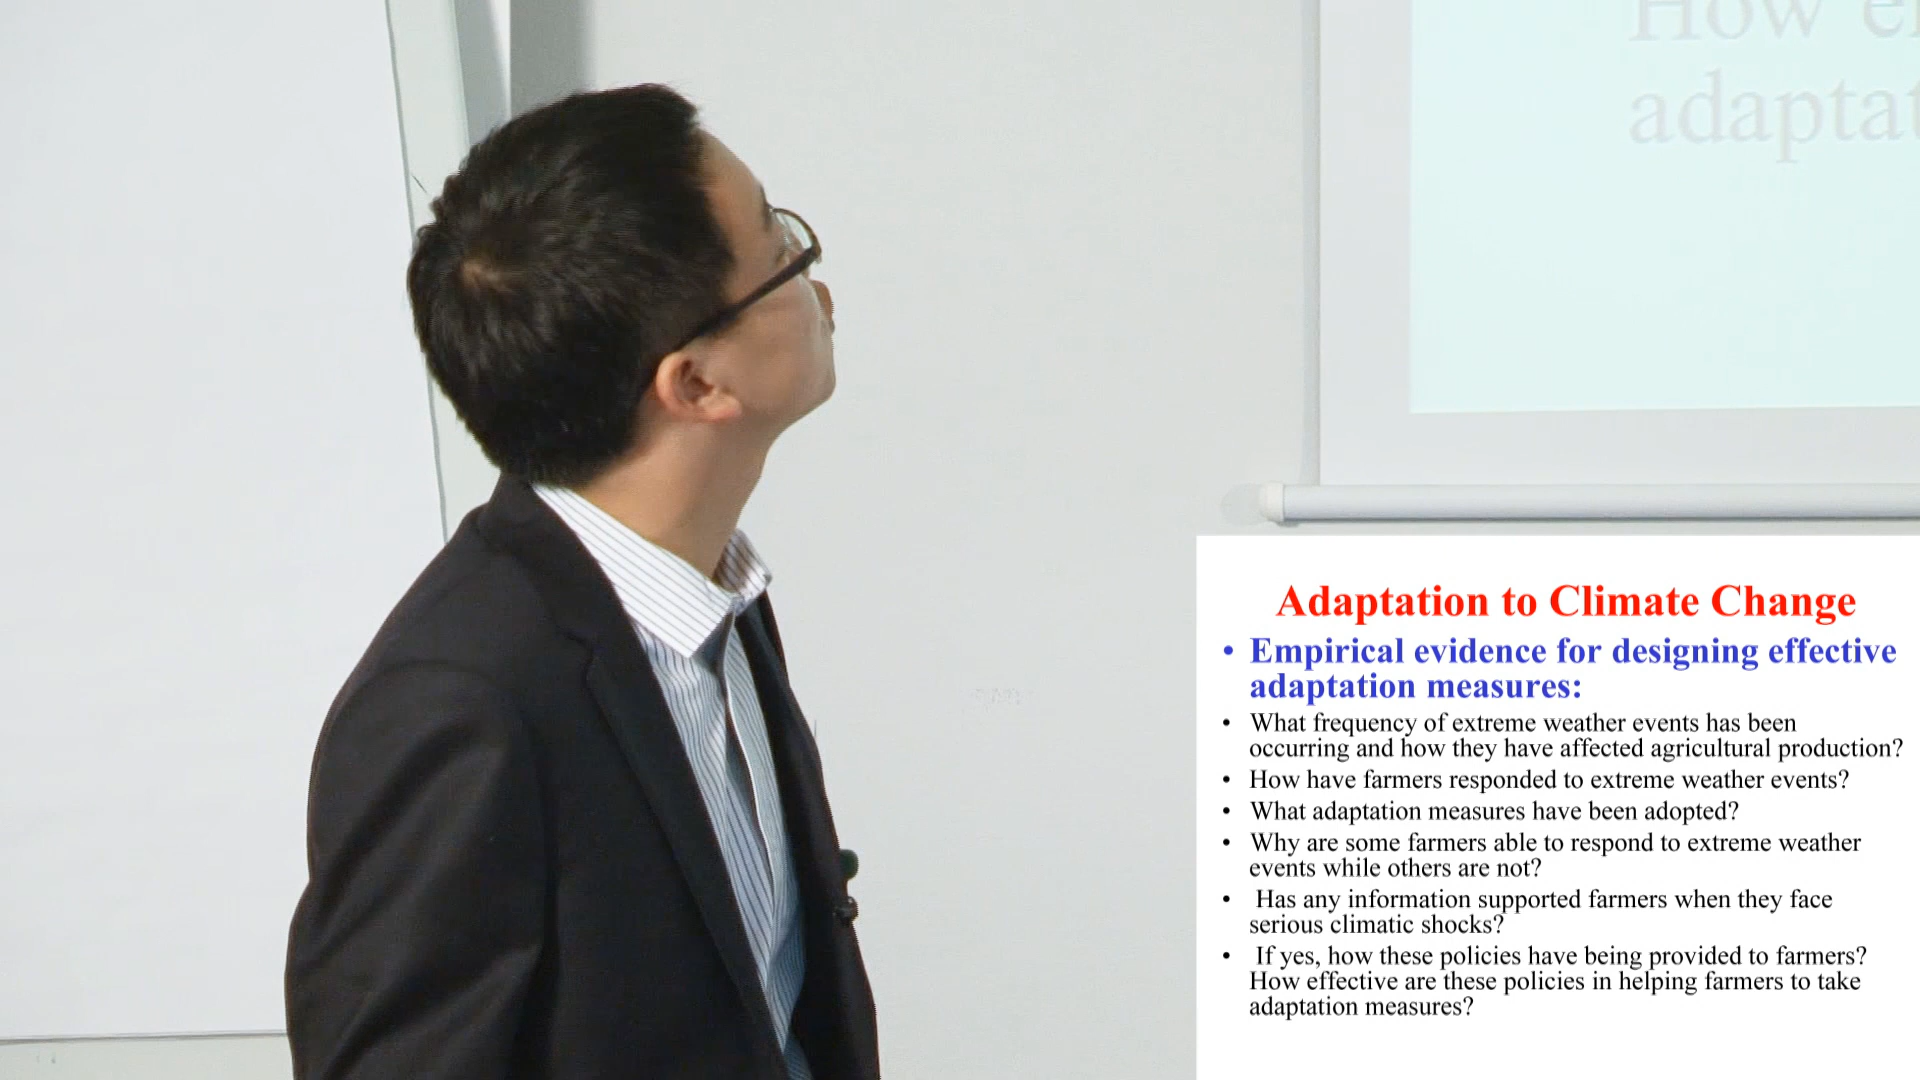 How
adaptat
Adaptation to Climate Change
• Empirical evidence for designing effective
adaptation measures:
• What frequency of extreme weather events has been
occurring and how they have affected agricultural production?
• How have farmers responded to extreme weather events?
• What adaptation measures have been adopted?
• Why are some farmers able to respond to extreme weather
events while others are not?
• Has any information supported farmers when they face
serious climatic shocks?
• If yes, how these policies have being provided to farmers?
How effective are these policies in helping farmers to take
adaptation measures?